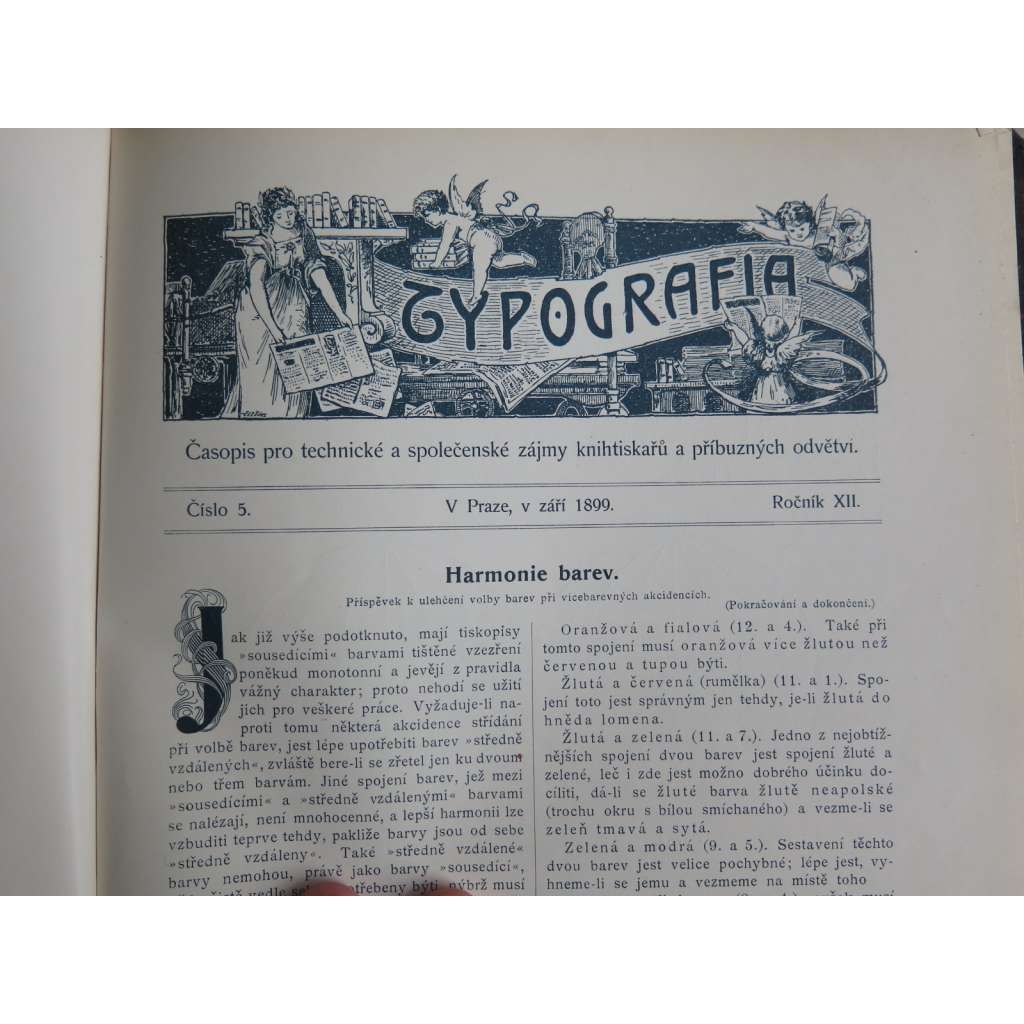 TYPOGRAFIA
Časopis pro technické a společenské zájmy knihtiskařů a příbuzných odvětví.
Číslo 5. V Praze, v září 1899. Ročník XII.
Harmonie barev.
Příspěvek k ulehčení volby barev při vícebarevných akcidencích.
(Pokračování a dokončení.)
Jak již výše podotknuto, mají tiskopisy
»sousedícími« barvami tištěné vzezření
poněkud monotonní a jevějí z pravidla
vážný charakter; proto nehodí se užití
jich pro veškeré práce. Vyžaduje-li na-
proti tomu některá akcidence střídání
při volbě barev, jest lépe upotřebiti barev »středně
vzdálených«, zvláště bere-li se zřetel jen ku dvoum
nebo třem barvám. Jiné spojení barev, jež mezi
»sousedícími« a »středně vzdálenými« barvami
se nalézají, není mnohocenné, a lepší harmonii lze
vzbuditi teprve tehdy, pakliže barvy jsou od sebe
»středně vzdáleny«. Také »středně vzdálené«
barvy nemohou, právě jako barvy »sousedící«,
vedle býti, nýbrž musí
Oranžová a fialová (12. a 4.). Také při
tomto spojení musí oranžová více žlutou než
červenou a tupou býti.
Žlutá a červená (rumělka) (11. a 1.). Spo-
jení toto jest správným jen tehdy, je-li žlutá do
hněda lomena.
Žlutá a zelená (11. a 7.). Jedno z nejobtíž-
nějších spojení dvou barev jest spojení žluté a
zelené, leč i zde jest možno dobrého účinku do-
cíliti, dá-li se žluté barva žlutě neapolské
(trochu okru s bílou smíchaného) a vezme-li se
zeleň tmavá a sytá.
Zelená a modrá (9. a 5.). Sestavení těchto
dvou barev jest velice pochybné; lépe jest, vy-
hneme-li se jemu a vezmeme na místě toho